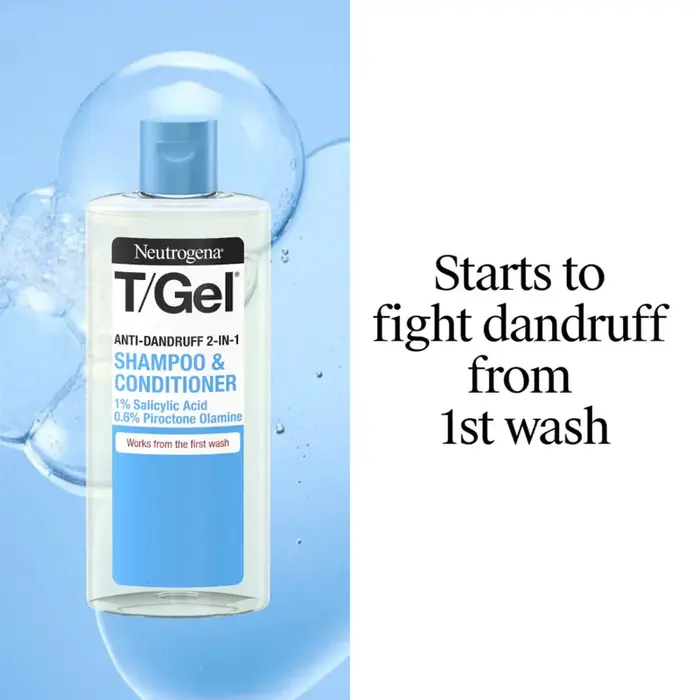 Neutrogena®
T/Gel®
ANTI-DANDRUFF 2-IN-1
SHAMPOO &
CONDITIONER
1% Salicylic Acid
0.6% Piroctone Olamine
Works from the first wash
Starts to
fight dandruff
from
1st wash